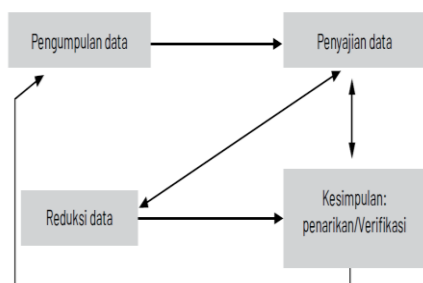 Pengumpulan data
Penyajian data
Reduksi data
Kesimpulan:
penarikan/Verifikasi